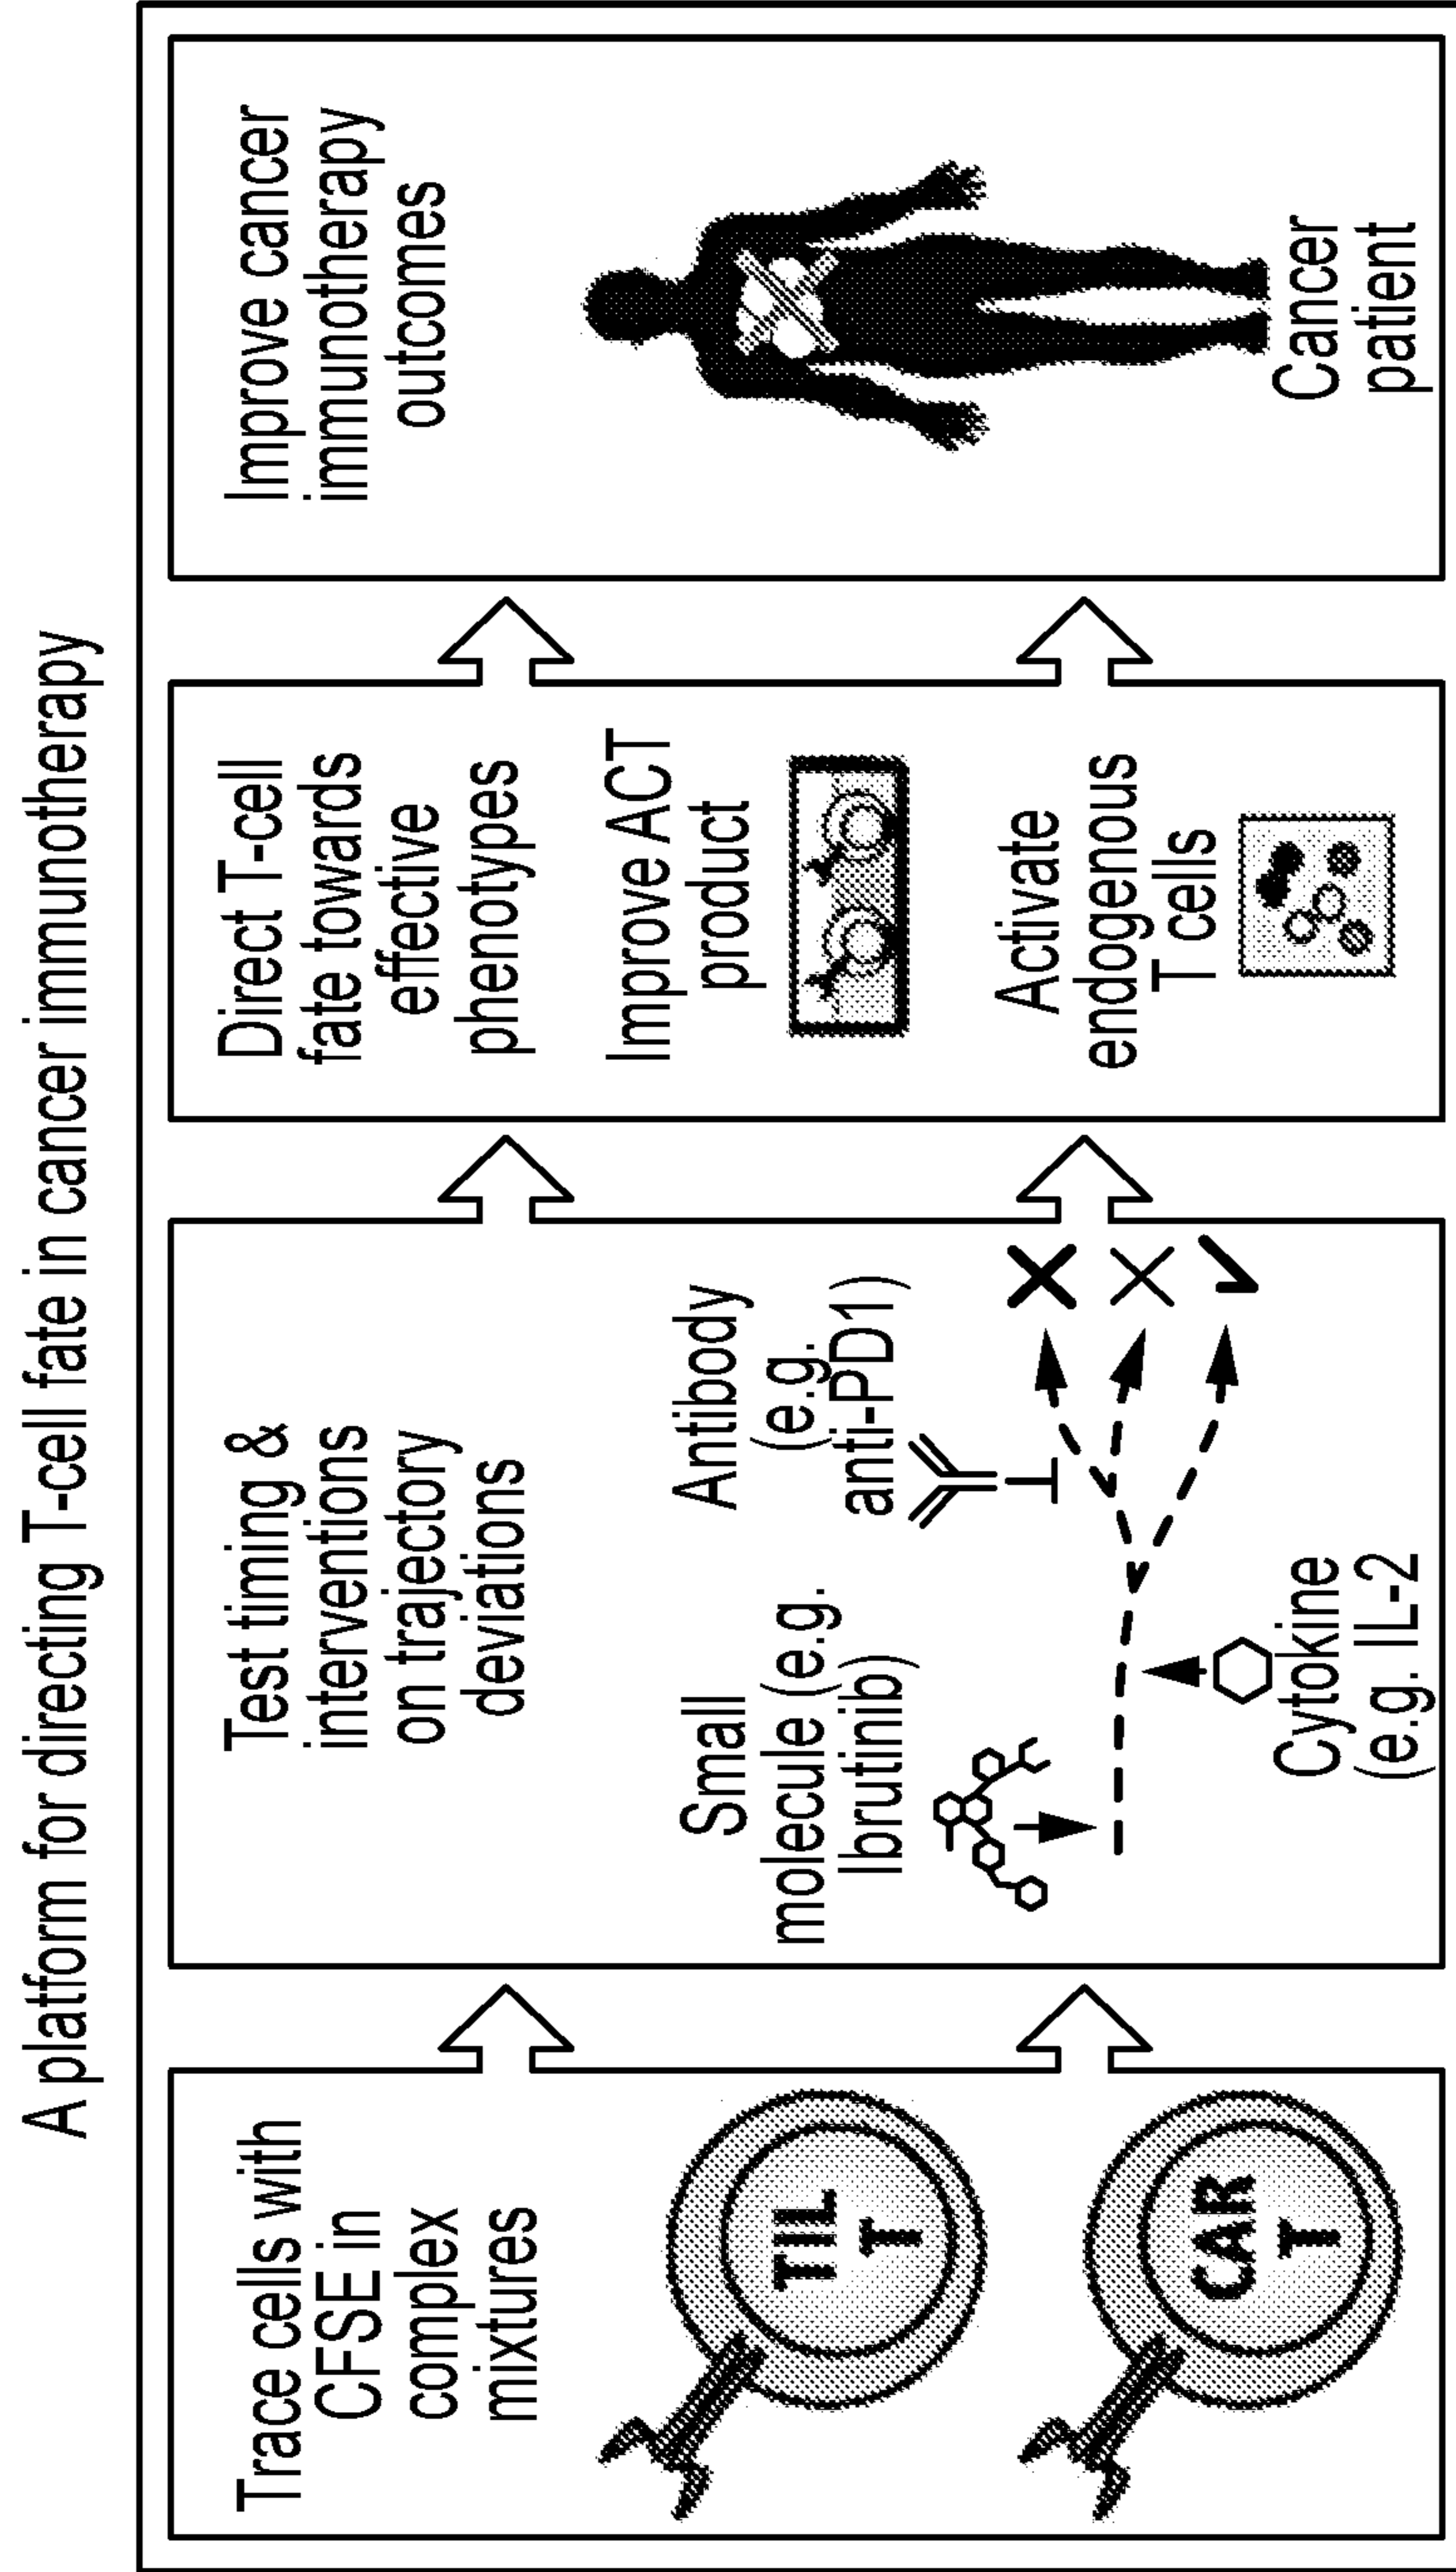 A platform for directing T-cell fate in cancer immunotherapy
Trace cells with
CFSE in
complex
mixtures
TIL
T
CAR
T
Test timing &
interventions
on trajectory
deviations
Small
molecule (e.g.
Ibrutinib)
Antibody
(e.g.
anti-PD1)
Cytokine
(e.g. IL-2
Direct T-cell
fate towards
effective
phenotypes
Improve ACT
product
Activate
endogenous
T cells
Improve cancer
immunotherapy
outcomes
Cancer
patient